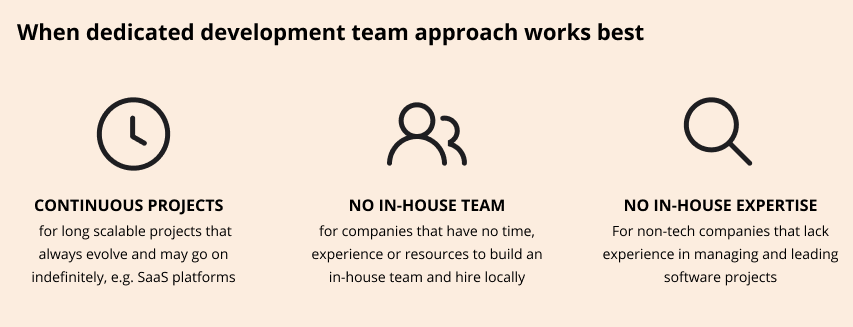 When dedicated development team approach works best
CONTINUOUS PROJECTS
for long scalable projects that
always evolve and may go on
indefinitely, e.g. SaaS platforms
NO IN-HOUSE TEAM
for companies that have no time,
experience or resources to build an
in-house team and hire locally
NO IN-HOUSE EXPERTISE
For non-tech companies that lack
experience in managing and leading
software projects